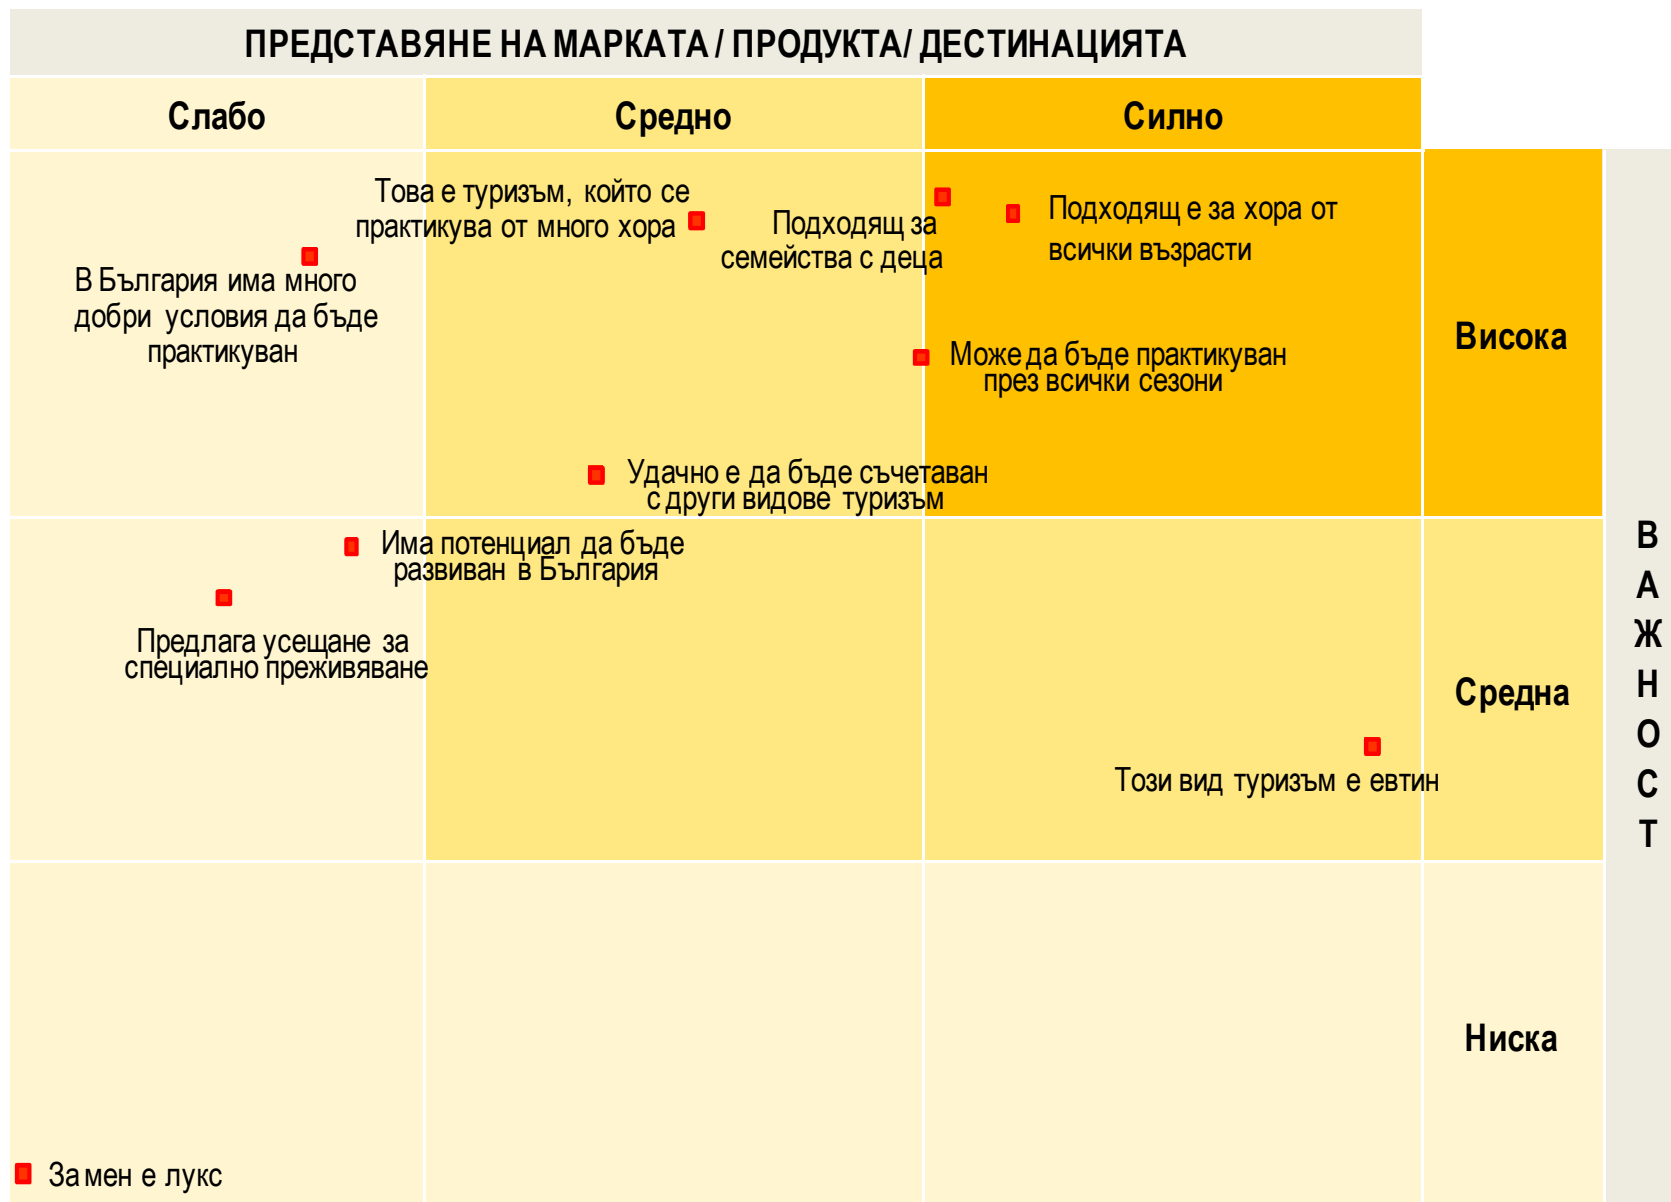 ПРЕДСТАВЯНЕ НА МАРКАТА / ПРОДУКТА/ ДЕСТИНАЦИЯТА
Слабо
Средно
Силно
Това е туризъм, който се
практикува от много хора
Подходящ за
семейства с деца
Подходящ е за хора от
всички възрасти
В България има много
добри условия да бъде
практикуван
Може да бъде практикуван
през всички сезони
Висока
Удачно е да бъде съчетаван
с други видове туризъм
Има потенциал да бъде
развиван в България
Предлага усещане за
специално преживяване
Средна
Този вид туризъм е евтин
Ниска
За мен е лукс
В
А
Ж
Н
О
С
Т